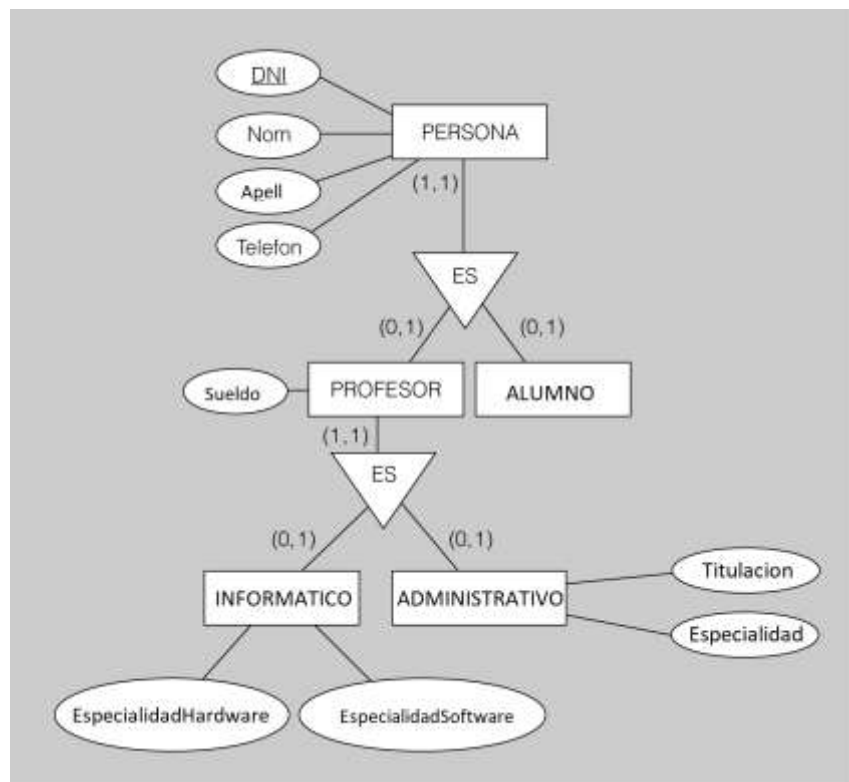 DNI
Nom
Apell
Telefon
PERSONA
(1,1)
ES
(0,1)
(0,1)
Sueldo
PROFESOR
ALUMNO
(1,1)
ES
(0,1)
(0,1)
INFORMATICO
ADMINISTRATIVO
Titulacion
Especialidad
EspecialidadHardware
EspecialidadSoftware